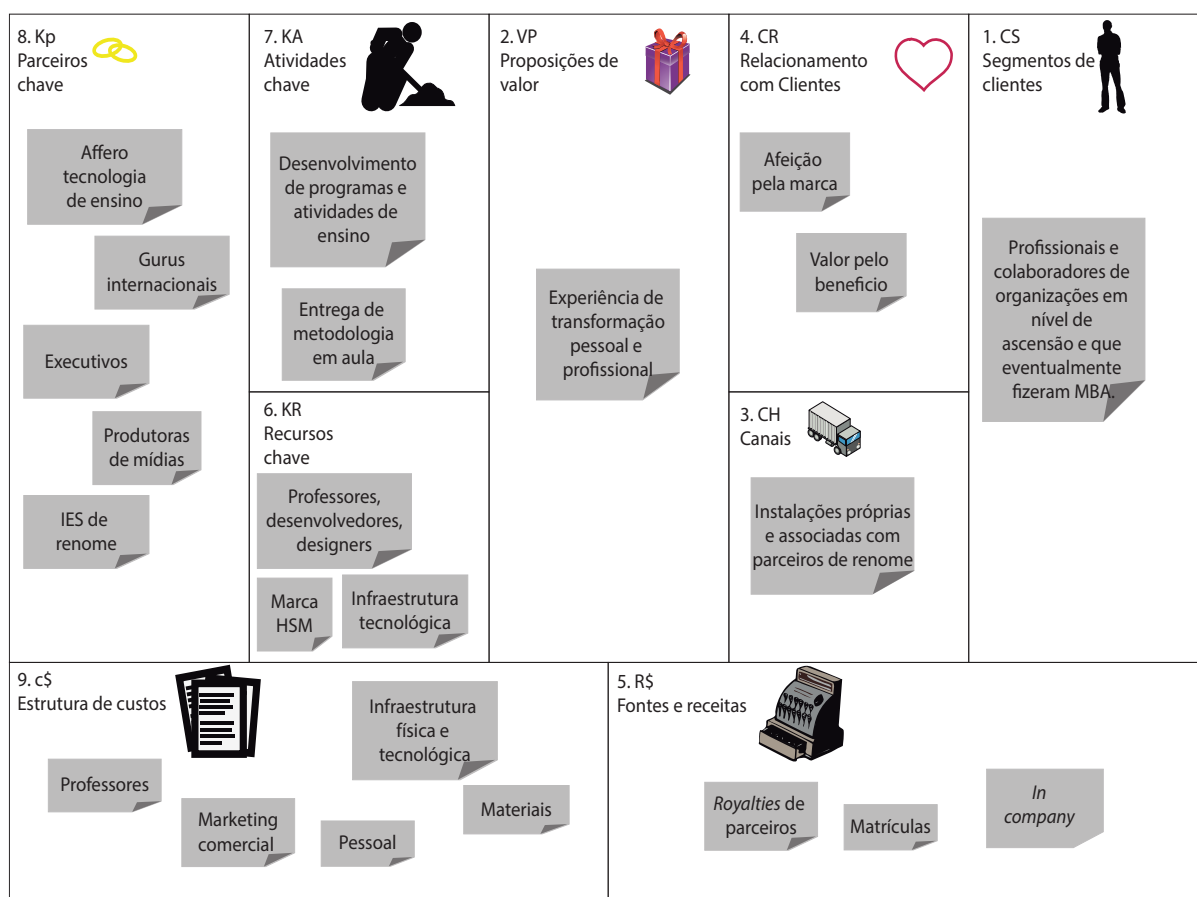 8. Kp
Parceiros
chave
Affero
tecnologia
de ensino
Gurus
internacionais
Executivos
Produtoras
de mídias
IES de
renome
7. KA
Atividades
chave
Desenvolvimento
de programas e
atividades de
ensino
Entrega de
metodologia
em aula
6. KR
Recursos
chave
Professores,
desenvolvedores,
designers
Marca
HSM
Infraestrutura
tecnológica
2. VP
Proposições de
valor
Experiência de
transformação
pessoal e
profissional
4. CR
Relacionamento
com Clientes
Afeição
pela marca
Valor pelo
beneficio
3. CH
Canais
Instalações próprias
e associadas com
parceiros de renome
1. CS
Segmentos de
clientes
Profissionais e
colaboradores de
organizações em
nível de
ascensão e que
eventualmente
fizeram MBA.
9. c$
Estrutura de custos
Professores
Marketing
comercial
Infraestrutura
física e
tecnológica
Pessoal
Materiais
5. R$
Fontes e receitas
Royalties de
parceiros
Matrículas
In
company